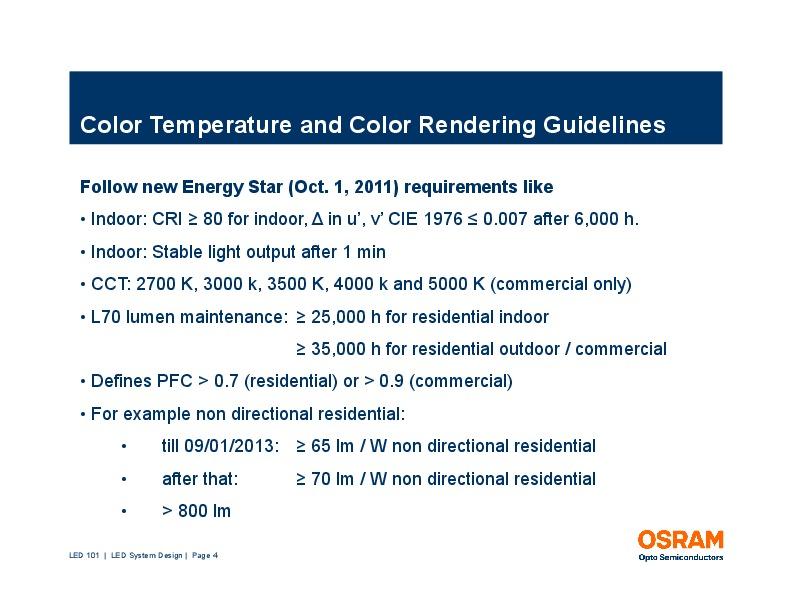 Color Temperature and Color Rendering Guidelines
Follow new Energy Star (Oct. 1, 2011) requirements like
• Indoor: CRI ≥ 80 for indoor, Δ in u’, v’ CIE 1976 ≤ 0.007 after 6,000 h.
• Indoor: Stable light output after 1 min
• CCT: 2700 K, 3000 k, 3500 K, 4000 k and 5000 K (commercial only)
• L70 lumen maintenance: ≥ 25,000 h for residential indoor
≥ 35,000 h for residential outdoor / commercial
• Defines PFC > 0.7 (residential) or > 0.9 (commercial)
• For example non directional residential:
• till 09/01/2013: ≥ 65 lm / W non directional residential
• after that: ≥ 70 lm / W non directional residential
• > 800 lm
LED 101 | LED System Design | Page 4
OSRAM
Opto Semiconductors